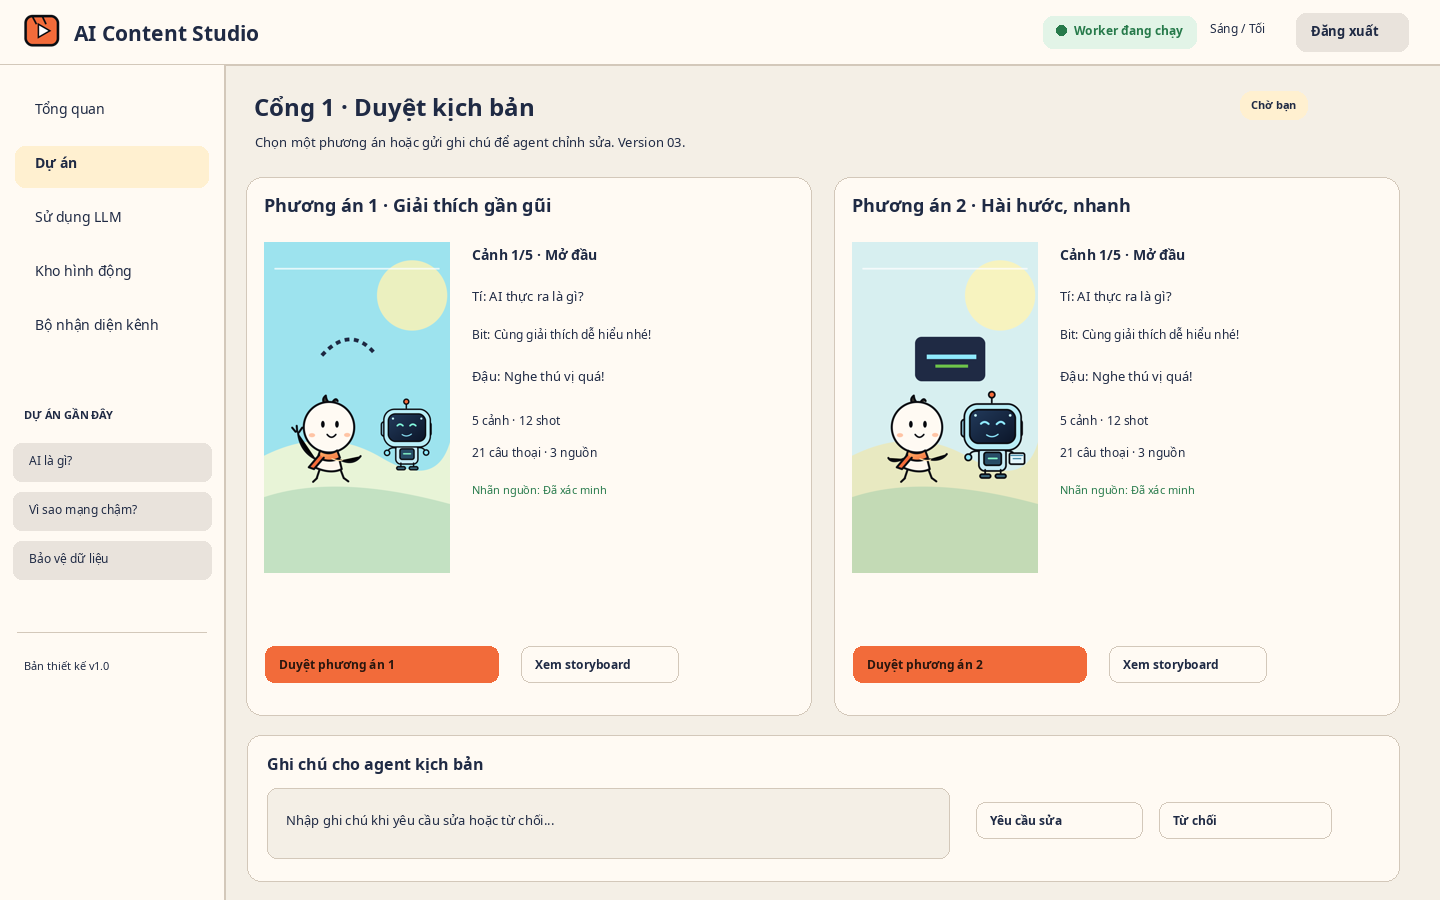 AI Content Studio
Worker đang chạy
Sáng / Tối
Đăng xuất
Tổng quan
Dự án
Sử dụng LLM
Kho hình động
Bộ nhận diện kênh
DỰ ÁN GẦN ĐÂY
AI là gì?
Vì sao mạng chậm?
Bảo vệ dữ liệu
Bản thiết kế v1.0
Cổng 1 · Duyệt kịch bản
Chờ bạn
Chọn một phương án hoặc gửi ghi chú để agent chỉnh sửa. Version 03.
Phương án 1 · Giải thích gần gũi
Cảnh 1/5 · Mở đầu
Tí: AI thực ra là gì?
Bit: Cùng giải thích dễ hiểu nhé!
Đậu: Nghe thú vị quá!
5 cảnh · 12 shot
21 câu thoại · 3 nguồn
Nhãn nguồn: Đã xác minh
Duyệt phương án 1
Xem storyboard
Phương án 2 · Hài hước, nhanh
Cảnh 1/5 · Mở đầu
Tí: AI thực ra là gì?
Bit: Cùng giải thích dễ hiểu nhé!
Đậu: Nghe thú vị quá!
5 cảnh · 12 shot
21 câu thoại · 3 nguồn
Nhãn nguồn: Đã xác minh
Duyệt phương án 2
Xem storyboard
Ghi chú cho agent kịch bản
Nhập ghi chú khi yêu cầu sửa hoặc từ chối...
Yêu cầu sửa
Từ chối